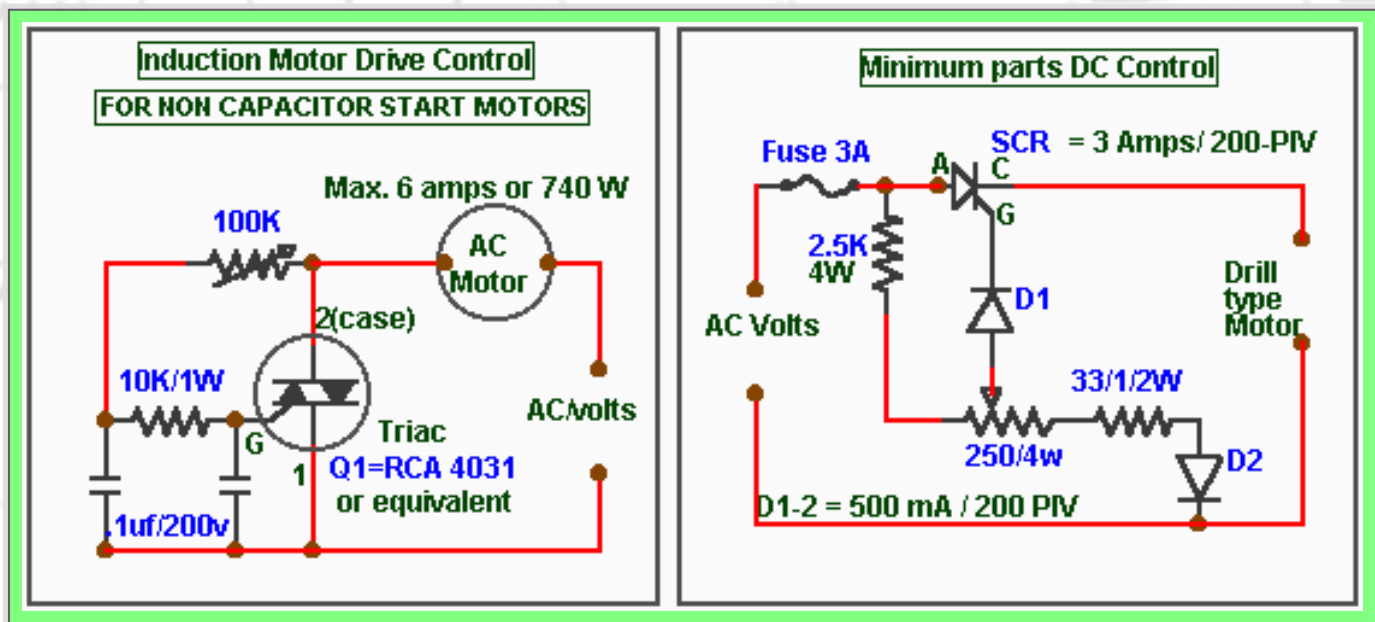 Induction Motor Drive Control
FOR NON CAPACITOR START MOTORS
Max. 6 amps or 740 W
100K
AC
Motor
2(case)
10K/1W
G
Triac
1
Q1=RCA 4031
or equivalent
AC/volts
.1uf/200v
Minimum parts DC Control
SCR = 3 Amps/ 200-PIV
Fuse 3A
A
C
G
2.5K
4W
D1
AC Volts
Drill
type
Motor
33/1/2W
250/4w
D2
D1-2 = 500 mA / 200 PIV